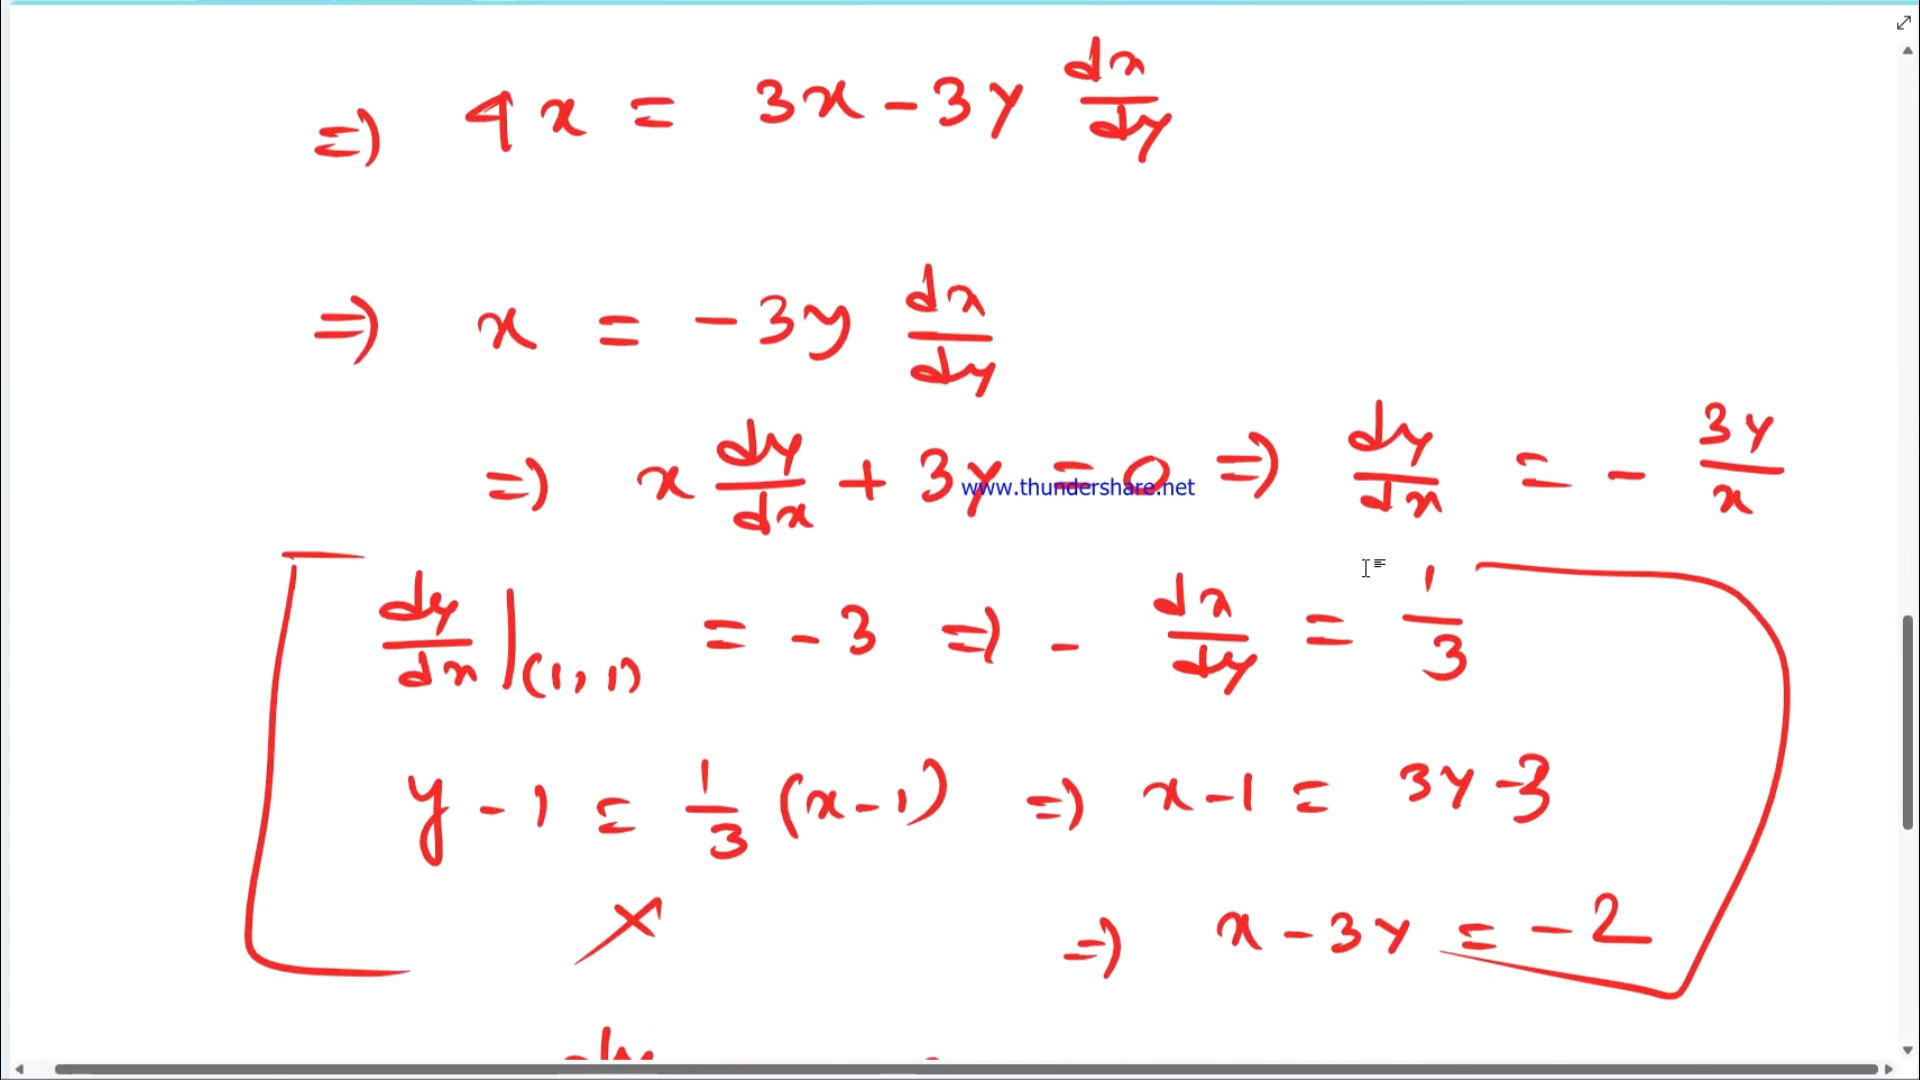 =) 4x = 3x - 3y dx/dy
=) x = -3y dx/dy
=) x dy/dx + 3y = 0 =) dy/dx = - 3y/x
www.thundershare.net
dy/dx |(1,1) = -3 =) - dx/dy = 1/3
y - 1 = 1/3 (x-1) =) x-1 = 3y-3
=) x - 3y = -2